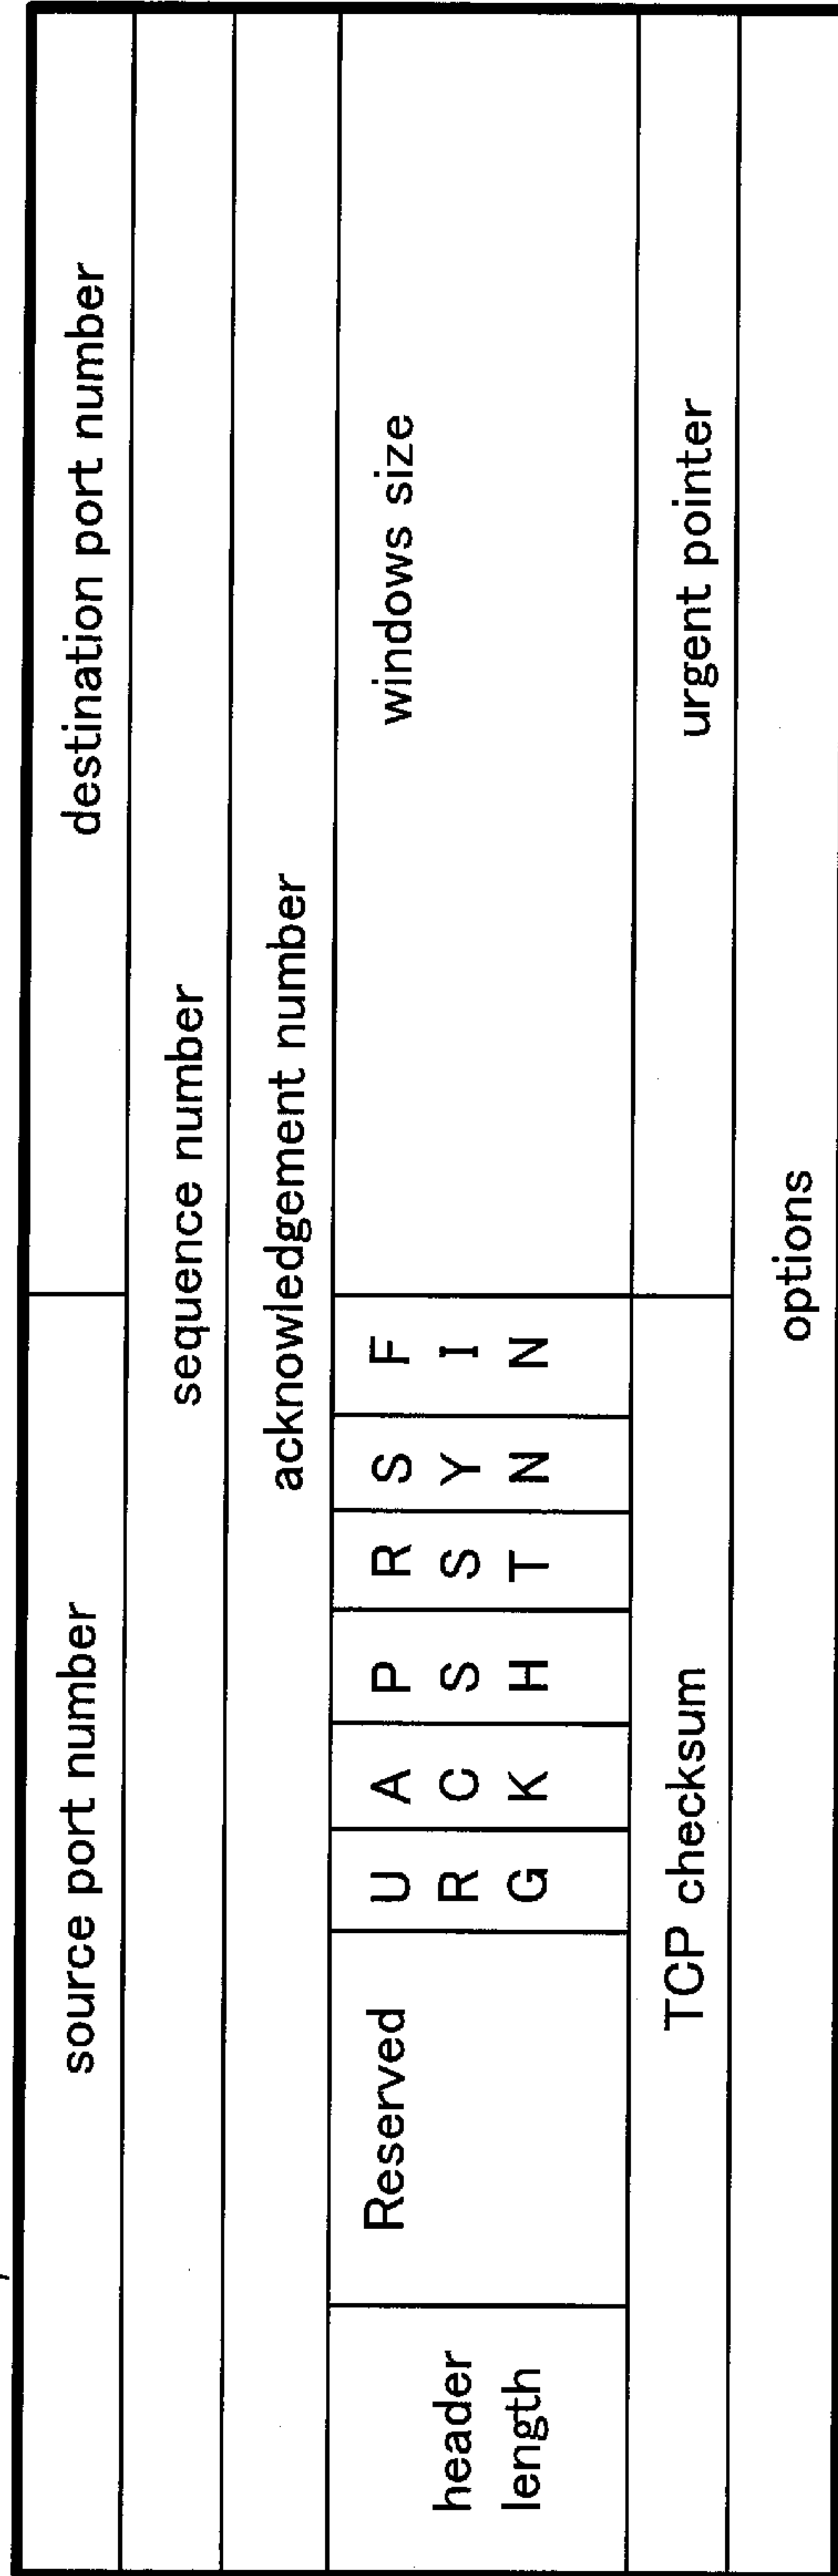 source port number
destination port number
sequence number
acknowledgement number
header
length
Reserved
U
R
G
A
C
K
P
S
H
R
S
T
S
Y
N
F
I
N
windows size
TCP checksum
urgent pointer
options